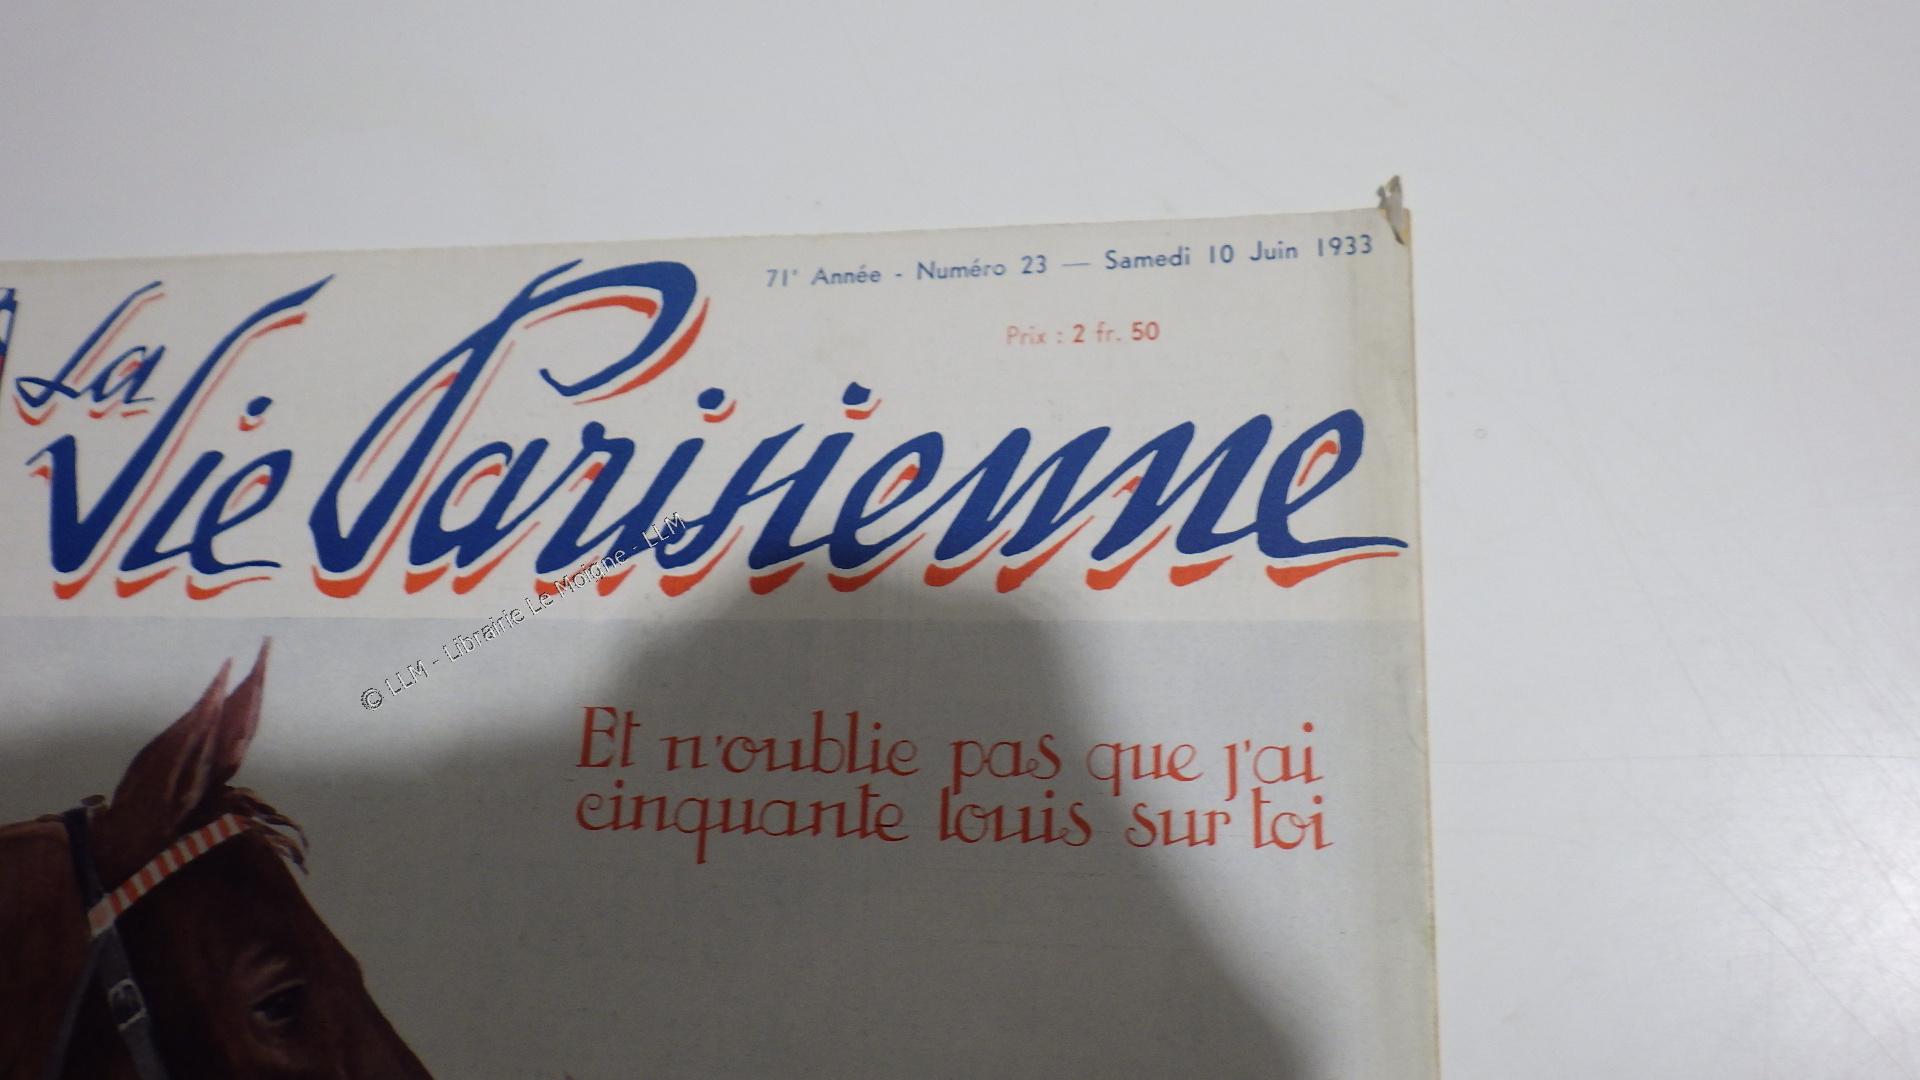 71e Année - Numéro 23 — Samedi 10 Juin 1933
Prix : 2 fr. 50
La
Vie Parisienne
© LLM - Librairie Le Moigne - LLM
Et n'oublie pas que j'ai
cinquante louis sur toi